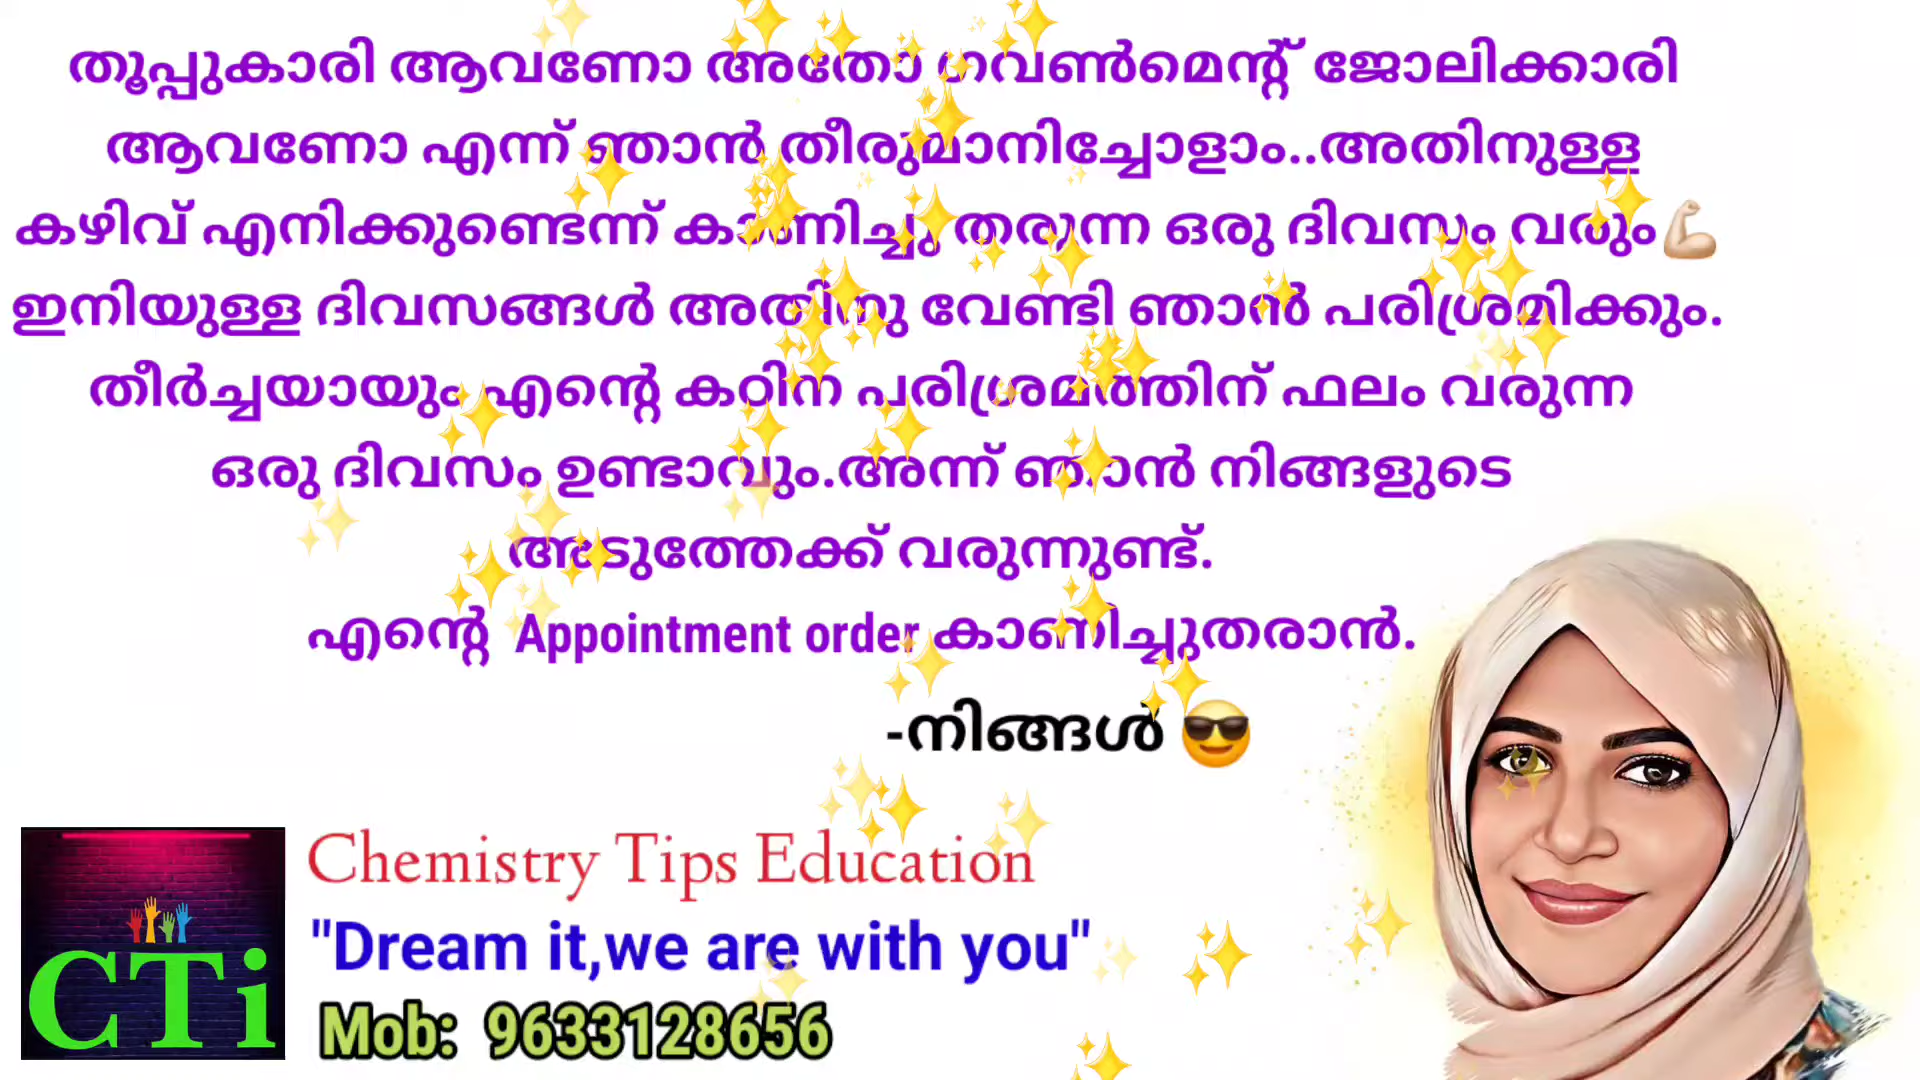 തൂപ്പുകാരി ആവണോ അതോ ഗവൺമെന്റ് ജോലിക്കാരി
ആവണോ എന്ന് ഞാൻ തീരുമാനിച്ചോളാം..അതിനുള്ള
കഴിവ് എനിക്കുണ്ടെന്ന് കാണിച്ചു തരുന്ന ഒരു ദിവസം വരും💪🏻
ഇനിയുള്ള ദിവസങ്ങൾ അതിനു വേണ്ടി ഞാൻ പരിശ്രമിക്കും.
തീർച്ചയായും എന്റെ കഠിന പരിശ്രമത്തിന് ഫലം വരുന്ന
ഒരു ദിവസം ഉണ്ടാവും.അന്ന് ഞാൻ നിങ്ങളുടെ
അടുത്തേക്ക് വരുന്നുണ്ട്.
എന്റെ Appointment order കാണിച്ചുതരാൻ.
-നിങ്ങൾ 😎
Chemistry Tips Education
"Dream it,we are with you"
CTi
Mob: 9633128656